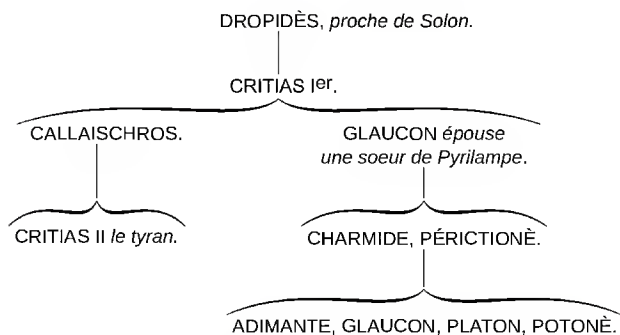 DROPIDÈS, proche de Solon.
CRITIAS Ier.
CALLAISCHROS.
GLAUCON épouse
une soeur de Pyrilampe.
CRITIAS II le tyran.
CHARMIDE, PÉRICTIONÈ.
ADIMANTE, GLAUCON, PLATON, POTONÈ.